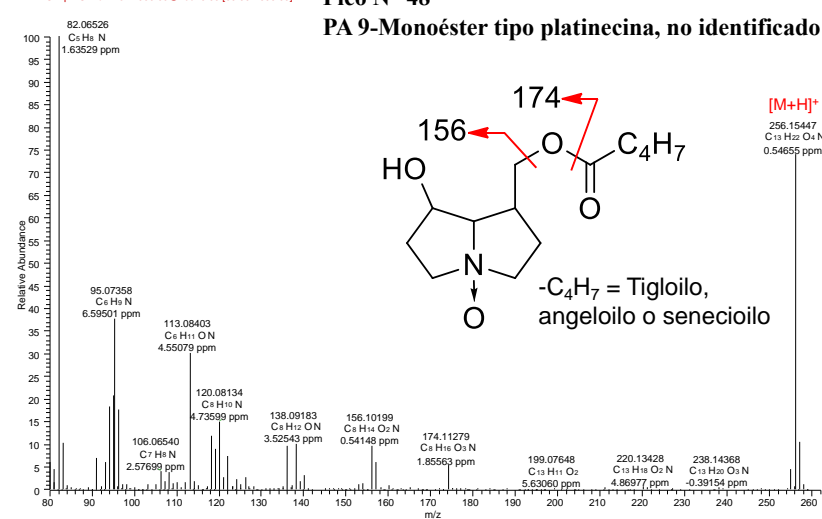 Pico N° 48
PA 9-Monoéster tipo platinecina, no identificado
82.06526
C5 H8 N
1.63529 ppm
174
156
O
C4H7
HO
O
N
O
-C4H7 = Tigloilo,
angeloilo o senecioilo
[M+H]+
256.15447
C13 H22 O4 N
0.54655 ppm
95.07358
C6 H9 N
6.59501 ppm
113.08403
C6 H11 O N
4.55079 ppm
120.08134
C8 H10 N
4.73599 ppm
106.06540
C7 H8 N
2.57699 ppm
138.09183
C8 H12 O N
3.52543 ppm
156.10199
C8 H14 O2 N
0.54148 ppm
174.11279
C8 H16 O3 N
1.85563 ppm
199.07648
C13 H11 O2
5.63060 ppm
220.13428
C13 H18 O2 N
4.86977 ppm
238.14368
C13 H20 O3 N
-0.39154 ppm
Relative Abundance
100
95
90
85
80
75
70
65
60
55
50
45
40
35
30
25
20
15
10
5
0
80 90 100 110 120 130 140 150 160 170 180 190 200 210 220 230 240 250 260
m/z